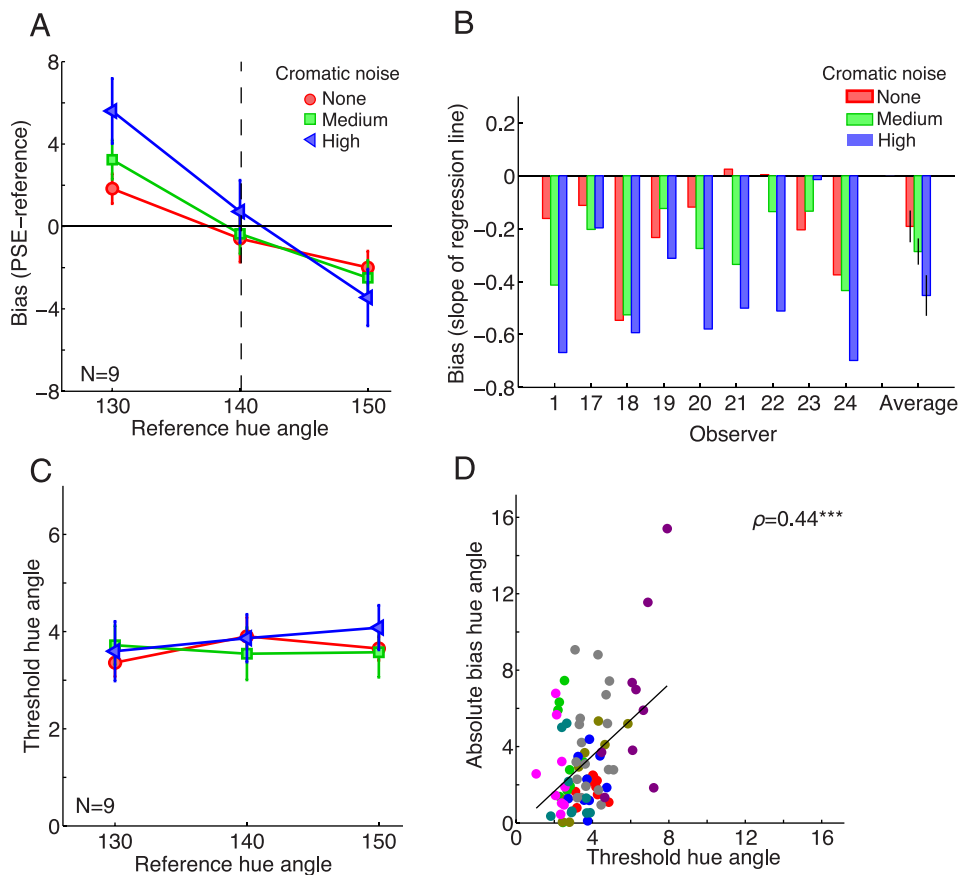 A
Cromatic noise
None
Medium
High
Bias (PSE−reference)
8
4
0
−4
−8
N=9
130 140 150
Reference hue angle
B
Cromatic noise
None
Medium
High
Bias (slope of regression line)
0.2
0
−0.2
−0.4
−0.6
−0.8
1 17 18 19 20 21 22 23 24 Average
Observer
C
Threshold hue angle
6
4
2
0
N=9
130 140 150
Reference hue angle
D
ρ=0.44***
Absolute bias hue angle
16
12
8
4
0
0 4 8 12 16
Threshold hue angle